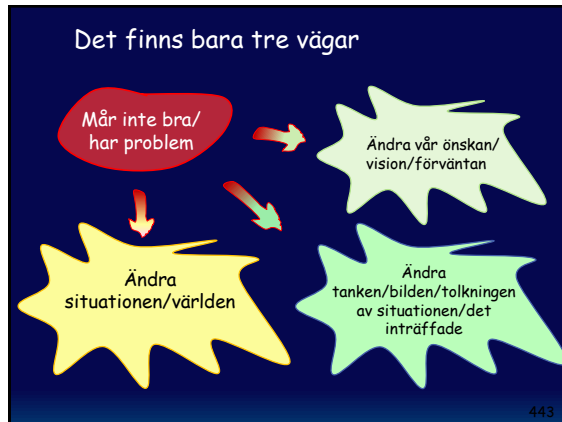 Det finns bara tre vägar
Mår inte bra/
har problem
Ändra vår önskan/
vision/förväntan
Ändra
situationen/världen
Ändra
tanken/bilden/tolkningen
av situationen/det
inträffade
443